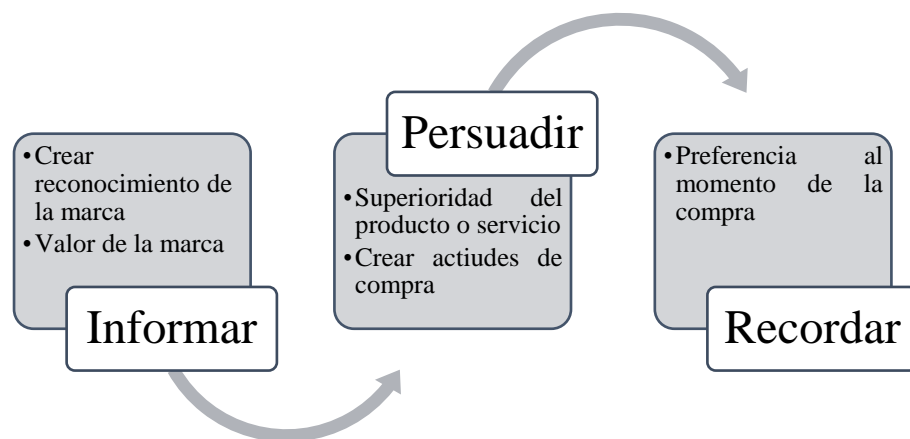 •Crear
reconocimiento de
la marca
•Valor de la marca
Informar
Persuadir
•Superioridad del
producto o servicio
•Crear actiudes de
compra
•Preferencia al
momento de la
compra
Recordar